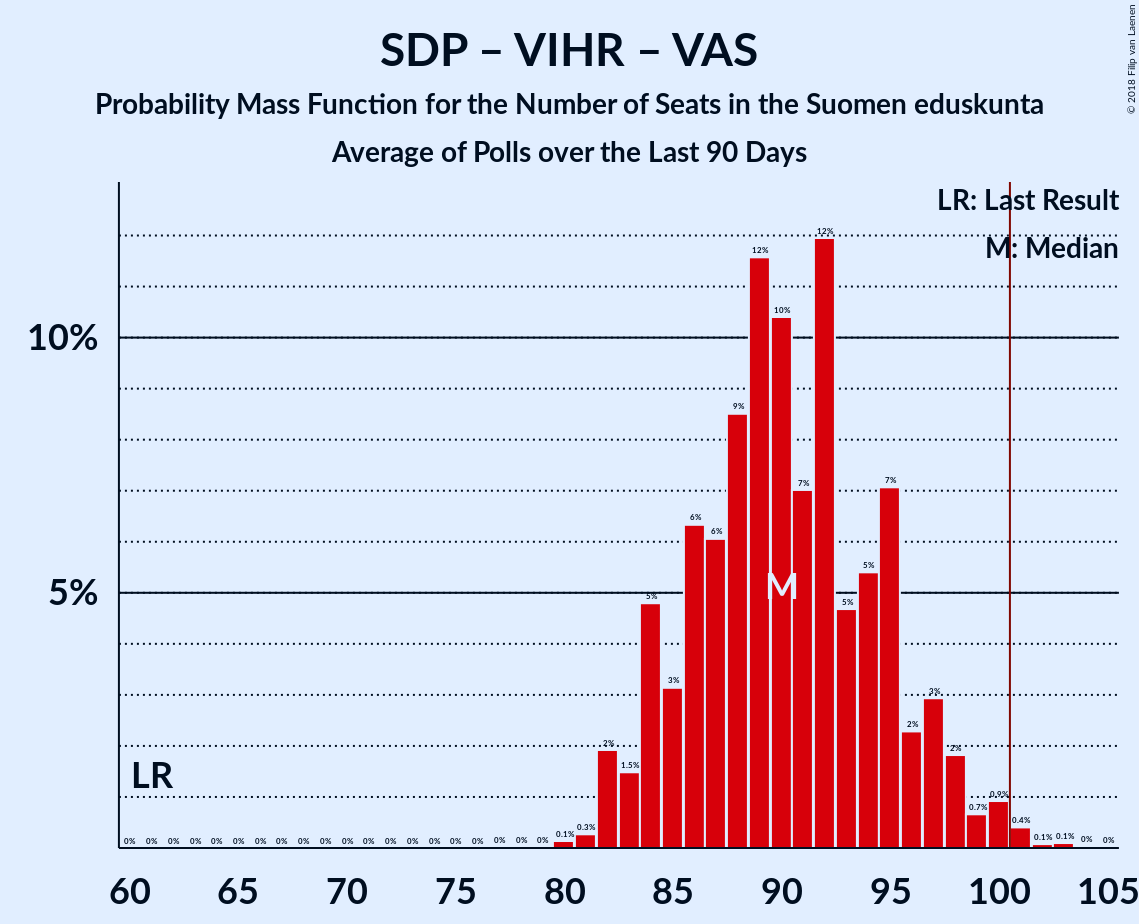 SDP – VIHR – VAS
Probability Mass Function for the Number of Seats in the Suomen eduskunta
Average of Polls over the Last 90 Days
© 2018 Filip van Laenen
LR: Last Result
M: Median
10%
5%
LR
M
0% 0% 0% 0% 0% 0% 0% 0% 0% 0% 0% 0% 0% 0% 0% 0% 0% 0% 0% 0% 0.1% 0.3% 2% 1.5% 5% 3% 6% 6% 9% 12% 10% 7% 12% 5% 5% 7% 2% 3% 2% 0.7% 0.9% 0.4% 0.1% 0.1% 0% 0%
60 65 70 75 80 85 90 95 100 105